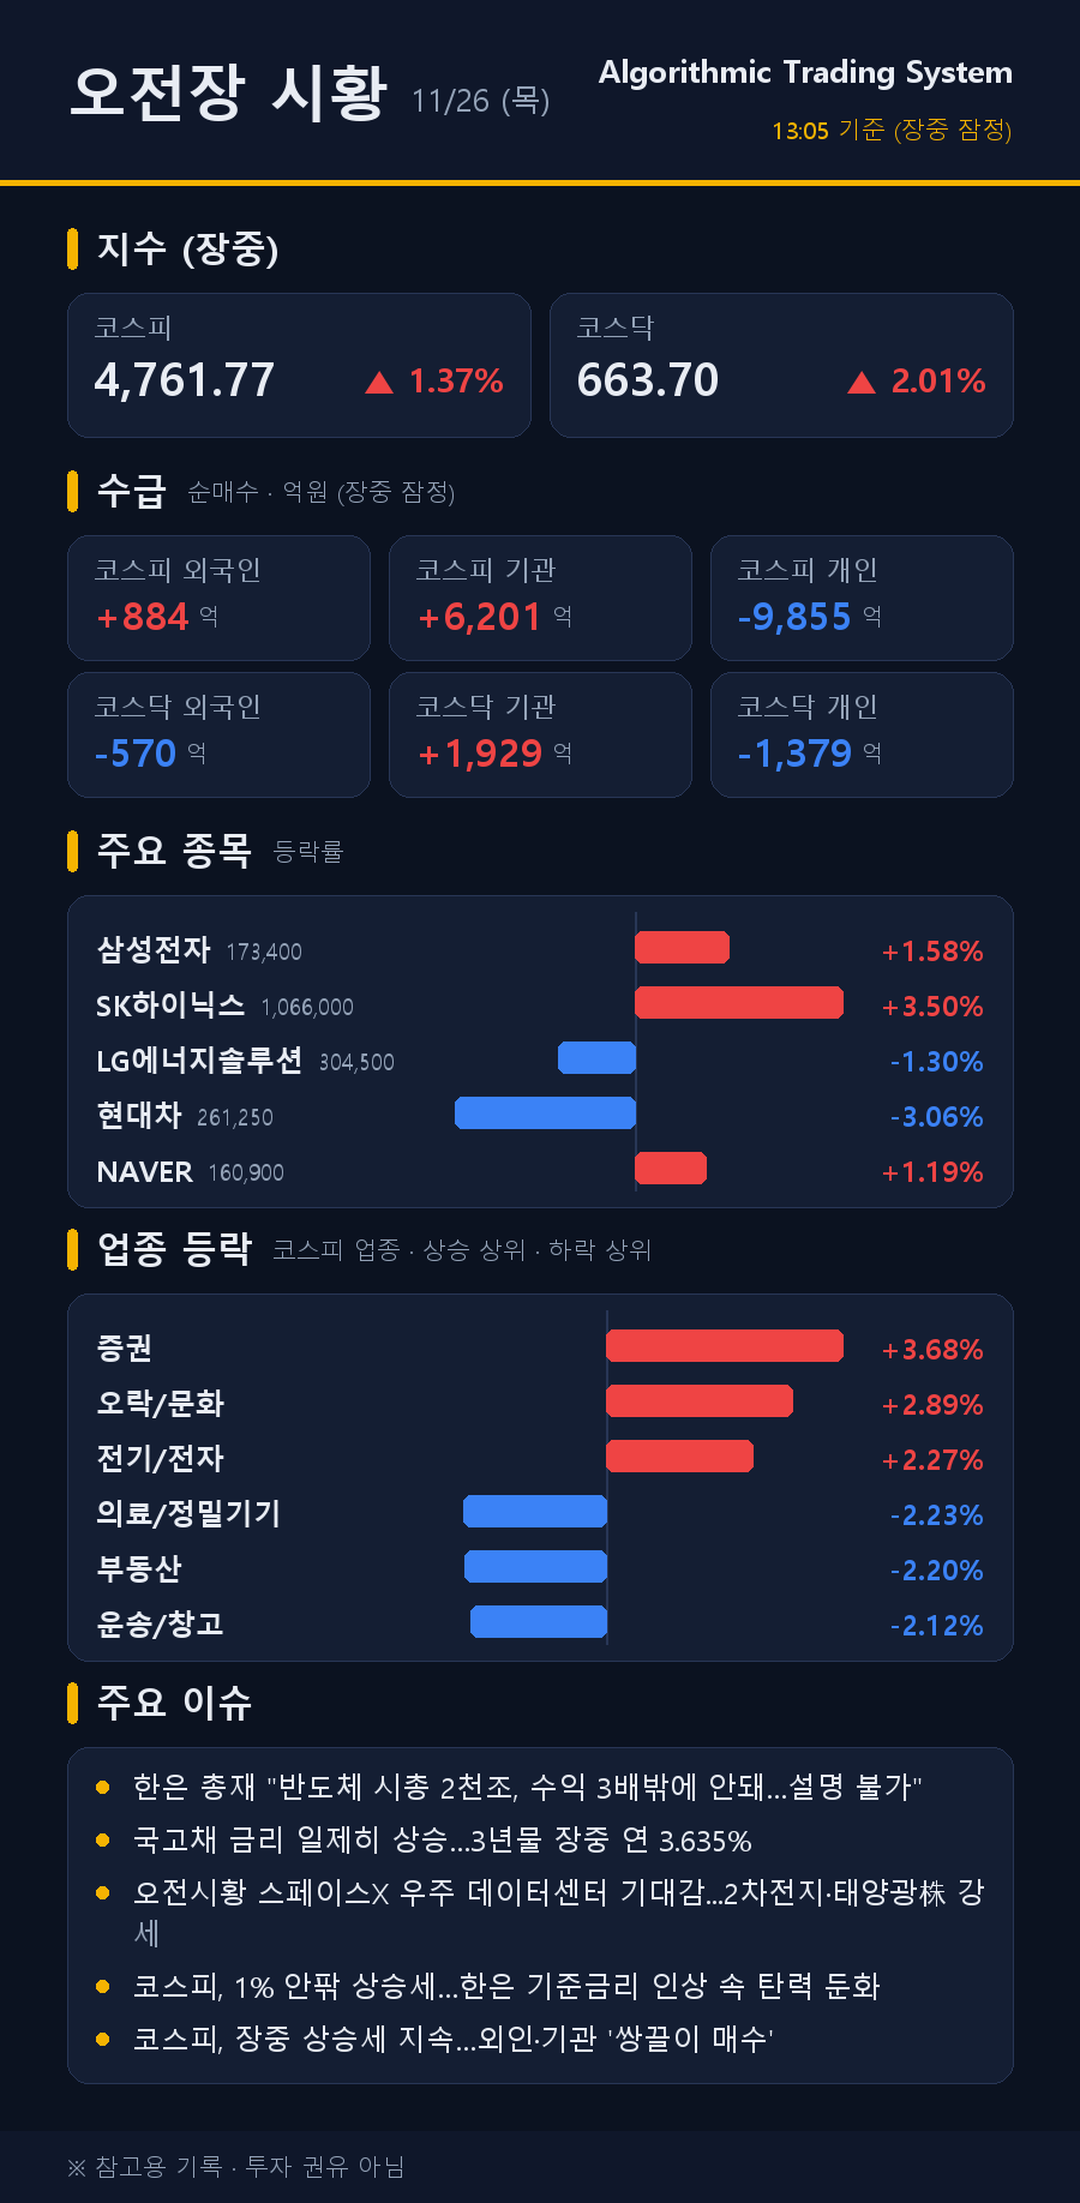 오전장 시황 11/26 (목)
Algorithmic Trading System
13:05 기준 (장중 잠정)
지수 (장중)
코스피
4,761.77 ▲ 1.37%
코스닥
663.70 ▲ 2.01%
수급 순매수 · 억원 (장중 잠정)
코스피 외국인
+884 억
코스피 기관
+6,201 억
코스피 개인
-9,855 억
코스닥 외국인
-570 억
코스닥 기관
+1,929 억
코스닥 개인
-1,379 억
주요 종목 등락률
삼성전자 173,400 +1.58%
SK하이닉스 1,066,000 +3.50%
LG에너지솔루션 304,500 -1.30%
현대차 261,250 -3.06%
NAVER 160,900 +1.19%
업종 등락 코스피 업종 · 상승 상위 · 하락 상위
증권 +3.68%
오락/문화 +2.89%
전기/전자 +2.27%
의료/정밀기기 -2.23%
부동산 -2.20%
운송/창고 -2.12%
주요 이슈
한은 총재 "반도체 시총 2천조, 수익 3배밖에 안돼...설명 불가"
국고채 금리 일제히 상승...3년물 장중 연 3.635%
오전시황 스페이스X 우주 데이터센터 기대감...2차전지·태양광株 강
세
코스피, 1% 안팎 상승세...한은 기준금리 인상 속 탄력 둔화
코스피, 장중 상승세 지속...외인·기관 '쌍끌이 매수'
※ 참고용 기록 · 투자 권유 아님